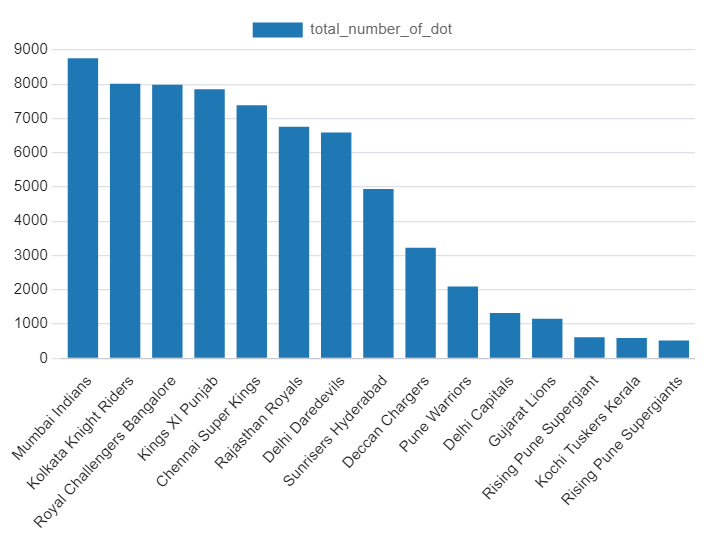 total_number_of_dot
9000
8000
7000
6000
5000
4000
3000
2000
1000
0
Mumbai Indians
Kolkata Knight Riders
Royal Challengers Bangalore
Kings XI Punjab
Chennai Super Kings
Rajasthan Royals
Delhi Daredevils
Sunrisers Hyderabad
Deccan Chargers
Pune Warriors
Delhi Capitals
Gujarat Lions
Rising Pune Supergiant
Kochi Tuskers Kerala
Rising Pune Supergiants